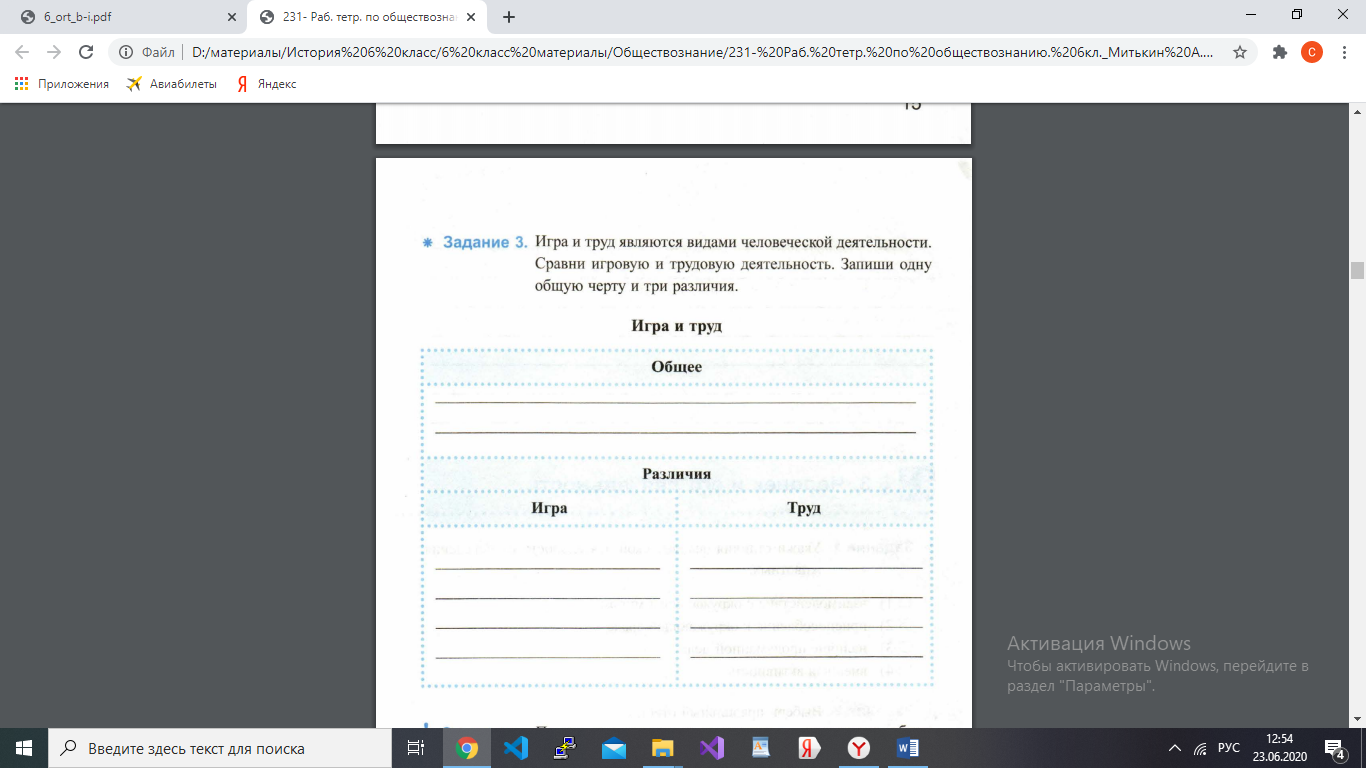 6_ort_b-i.pdf
231- Раб. тетр. по обществозна
Файл
D:/материалы/История%206%20класс/6%20класс%20материалы/Обществознание/231-%20Раб.%20тетр.%20по%20обществознанию.%206кл._Митькин%20А....
С
Приложения
Авиабилеты
Яндекс
15
Задание 3. Игра и труд являются видами человеческой деятельности.
Сравни игровую и трудовую деятельность. Запиши одну
общую черту и три различия.
Игра и труд
Общее
Различия
Игра
Труд
Активация Windows
Чтобы активировать Windows, перейдите в
раздел "Параметры".
Введите здесь текст для поиска
РУС
12:54
23.06.2020
4